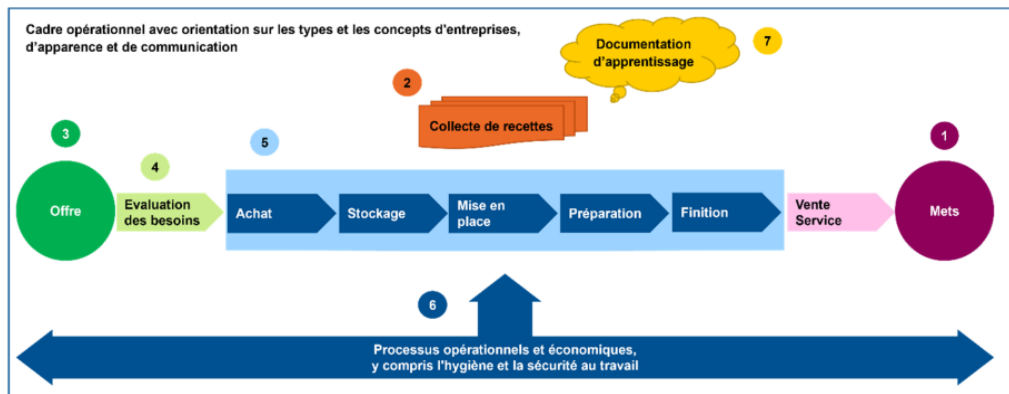 Cadre opérationnel avec orientation sur les types et les concepts d'entreprises,
d'apparence et de communication
Documentation
d'apprentissage
7
2
Collecte de recettes
3
4
5
1
Offre
Evaluation
des besoins
Achat
Stockage
Mise en
place
Préparation
Finition
Vente
Service
Mets
6
Processus opérationnels et économiques,
y compris l'hygiène et la sécurité au travail